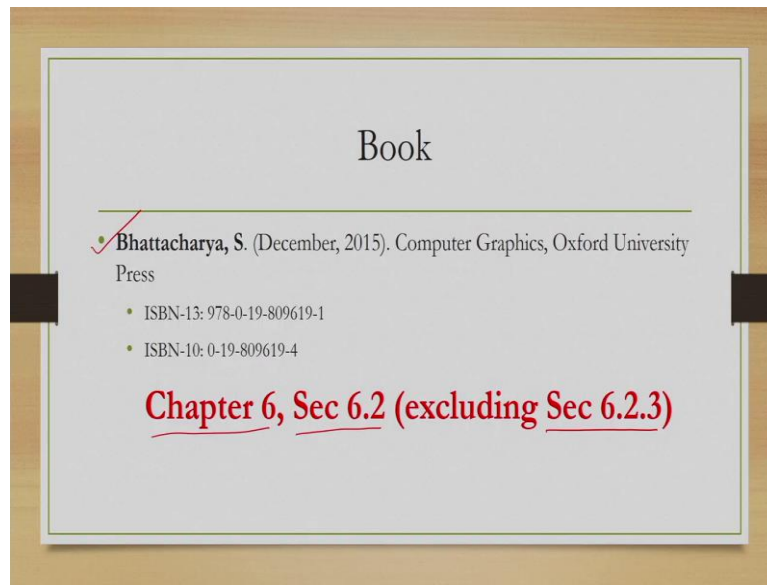 Book
• Bhattacharya, S. (December, 2015). Computer Graphics, Oxford University
Press
• ISBN-13: 978-0-19-809619-1
• ISBN-10: 0-19-809619-4
Chapter 6, Sec 6.2 (excluding Sec 6.2.3)